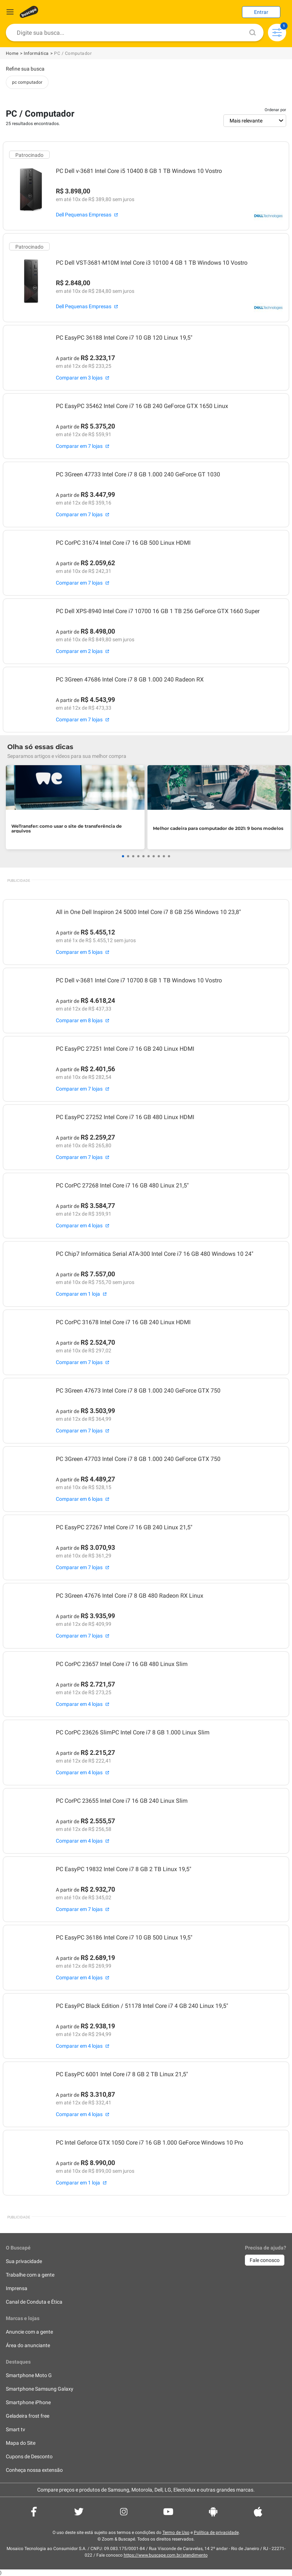 Buscapé
Entrar
Digite sua busca...
Home > Informática > PC / Computador
Refine sua busca
pc computador
PC / Computador
25 resultados encontrados
Ordenar por
Mais relevante
Patrocinado
PC Dell v-3681 Intel Core i5 10400 8 GB 1 TB Windows 10 Vostro
R$ 3.898,00
em até 10x de R$ 389,80 sem juros
Dell Pequenas Empresas
DELL Technologies
Patrocinado
PC Dell VST-3681-M10M Intel Core i3 10100 4 GB 1 TB Windows 10 Vostro
R$ 2.848,00
em até 10x de R$ 284,80 sem juros
Dell Pequenas Empresas
DELL Technologies
PC EasyPC 36188 Intel Core i7 10 GB 120 Linux 19,5"
A partir de R$ 2.323,17
em até 12x de R$ 233,25
Comparar em 3 lojas
PC EasyPC 35462 Intel Core i7 16 GB 240 GeForce GTX 1650 Linux
A partir de R$ 5.375,20
em até 12x de R$ 559,91
Comparar em 7 lojas
PC 3Green 47733 Intel Core i7 8 GB 1.000 240 GeForce GT 1030
A partir de R$ 3.447,99
em até 12x de R$ 359,16
Comparar em 7 lojas
PC CorPC 31674 Intel Core i7 16 GB 500 Linux HDMI
A partir de R$ 2.059,62
em até 10x de R$ 242,31
Comparar em 7 lojas
PC Dell XPS-8940 Intel Core i7 10700 16 GB 1 TB 256 GeForce GTX 1660 Super
A partir de R$ 8.498,00
em até 10x de R$ 849,80 sem juros
Comparar em 2 lojas
PC 3Green 47686 Intel Core i7 8 GB 1.000 240 Radeon RX
A partir de R$ 4.543,99
em até 12x de R$ 473,33
Comparar em 7 lojas
Olha só essas dicas
Separamos artigos e vídeos para sua melhor compra
WeTransfer: como usar o site de transferência de arquivos
Melhor cadeira para computador de 2021: 9 bons modelos
PUBLICIDADE
All in One Dell Inspiron 24 5000 Intel Core i7 8 GB 256 Windows 10 23,8"
A partir de R$ 5.455,12
em até 1x de R$ 5.455,12 sem juros
Comparar em 5 lojas
PC Dell v-3681 Intel Core i7 10700 8 GB 1 TB Windows 10 Vostro
A partir de R$ 4.618,24
em até 12x de R$ 437,33
Comparar em 8 lojas
PC EasyPC 27251 Intel Core i7 16 GB 240 Linux HDMI
A partir de R$ 2.401,56
em até 10x de R$ 282,54
Comparar em 7 lojas
PC EasyPC 27252 Intel Core i7 16 GB 480 Linux HDMI
A partir de R$ 2.259,27
em até 10x de R$ 265,80
Comparar em 7 lojas
PC CorPC 27268 Intel Core i7 16 GB 480 Linux 21,5"
A partir de R$ 3.584,77
em até 12x de R$ 359,91
Comparar em 4 lojas
PC Chip7 Informática Serial ATA-300 Intel Core i7 16 GB 480 Windows 10 24"
A partir de R$ 7.557,00
em até 10x de R$ 755,70 sem juros
Comparar em 1 loja
PC CorPC 31678 Intel Core i7 16 GB 240 Linux HDMI
A partir de R$ 2.524,70
em até 10x de R$ 297,02
Comparar em 7 lojas
PC 3Green 47673 Intel Core i7 8 GB 1.000 240 GeForce GTX 750
A partir de R$ 3.503,99
em até 12x de R$ 364,99
Comparar em 7 lojas
PC 3Green 47703 Intel Core i7 8 GB 1.000 240 GeForce GTX 750
A partir de R$ 4.489,27
em até 10x de R$ 528,15
Comparar em 6 lojas
PC EasyPC 27267 Intel Core i7 16 GB 240 Linux 21,5"
A partir de R$ 3.070,93
em até 10x de R$ 361,29
Comparar em 7 lojas
PC 3Green 47676 Intel Core i7 8 GB 480 Radeon RX Linux
A partir de R$ 3.935,99
em até 12x de R$ 409,99
Comparar em 7 lojas
PC CorPC 23657 Intel Core i7 16 GB 480 Linux Slim
A partir de R$ 2.721,57
em até 12x de R$ 273,25
Comparar em 4 lojas
PC CorPC 23626 SlimPC Intel Core i7 8 GB 1.000 Linux Slim
A partir de R$ 2.215,27
em até 12x de R$ 222,41
Comparar em 4 lojas
PC CorPC 23655 Intel Core i7 16 GB 240 Linux Slim
A partir de R$ 2.555,57
em até 12x de R$ 256,58
Comparar em 4 lojas
PC EasyPC 19832 Intel Core i7 8 GB 2 TB Linux 19,5"
A partir de R$ 2.932,70
em até 10x de R$ 345,02
Comparar em 7 lojas
PC EasyPC 36186 Intel Core i7 10 GB 500 Linux 19,5"
A partir de R$ 2.689,19
em até 12x de R$ 269,99
Comparar em 4 lojas
PC EasyPC Black Edition / 51178 Intel Core i7 4 GB 240 Linux 19,5"
A partir de R$ 2.938,19
em até 12x de R$ 294,99
Comparar em 4 lojas
PC EasyPC 6001 Intel Core i7 8 GB 2 TB Linux 21,5"
A partir de R$ 3.310,87
em até 12x de R$ 332,41
Comparar em 4 lojas
PC Intel Geforce GTX 1050 Core i7 16 GB 1.000 GeForce Windows 10 Pro
A partir de R$ 8.990,00
em até 10x de R$ 899,00 sem juros
Comparar em 1 loja
PUBLICIDADE
O Buscapé
Precisa de ajuda?
Sua privacidade
Fale conosco
Trabalhe com a gente
Imprensa
Canal de Conduta e Ética
Marcas e lojas
Anuncie com a gente
Área do anunciante
Destaques
Smartphone Moto G
Smartphone Samsung Galaxy
Smartphone iPhone
Geladeira frost free
Smart tv
Mapa do Site
Cupons de Desconto
Conheça nossa extensão
Compare preços e produtos de Samsung, Motorola, Dell, LG, Electrolux e outras grandes marcas.
O uso deste site está sujeito aos termos e condições do Termo de Uso e Política de privacidade.
© Zoom & Buscapé. Todos os direitos reservados.
Mosaico Tecnologia ao Consumidor S.A. / CNPJ: 09.083.175/0001-84 / Rua Visconde de Caravelas, 14 2º andar - Rio de Janeiro / RJ - 22271-022 / Fale conosco https://www.buscape.com.br/atendimento